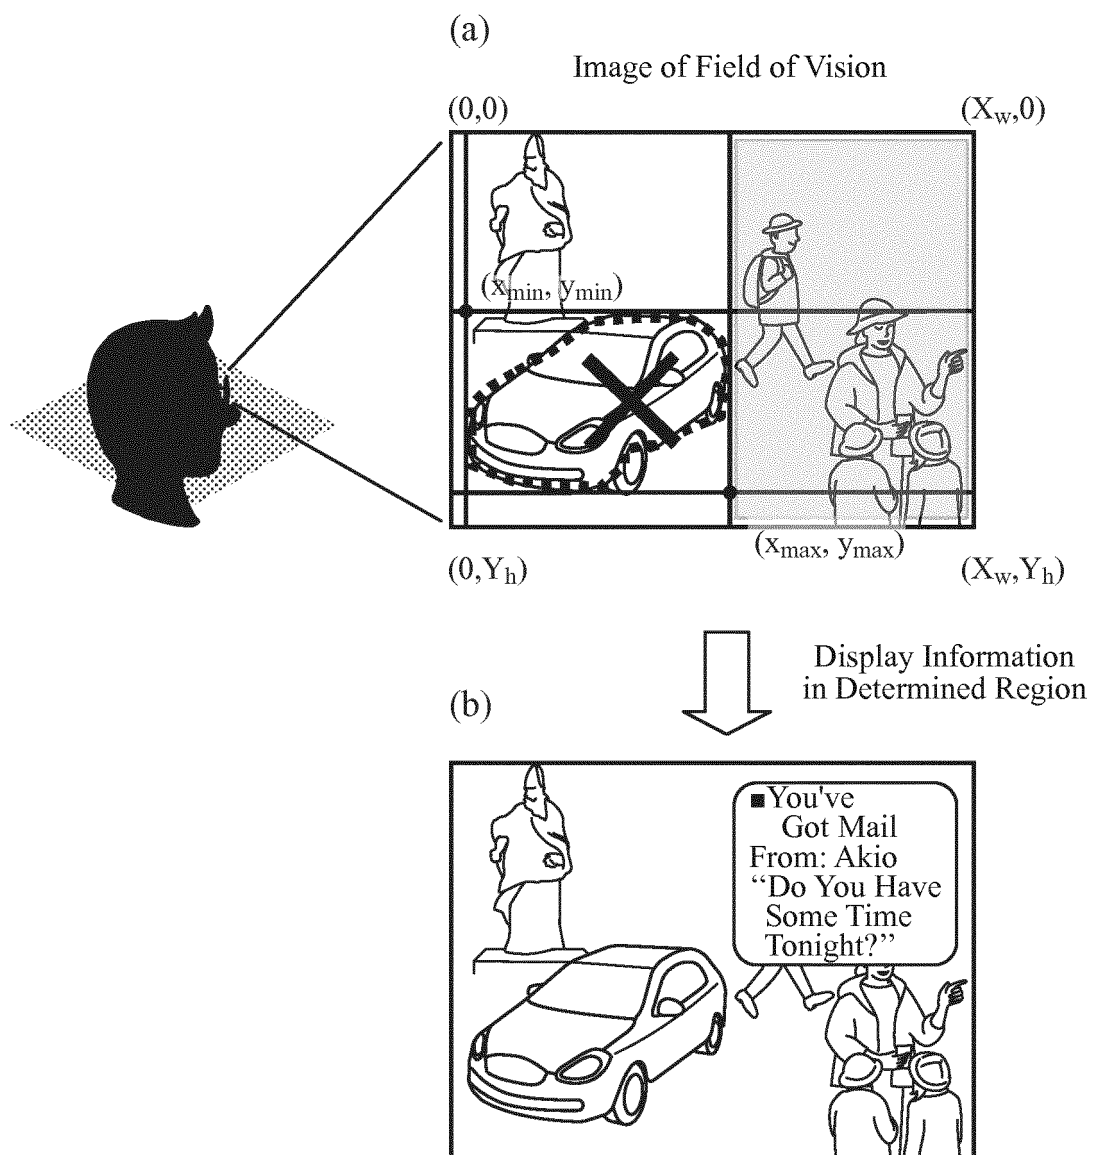 (a)
Image of Field of Vision
(0,0) (Xw,0)
(xmin, ymin)
(xmax, ymax)
(0,Yh) (Xw,Yh)
Display Information
in Determined Region
(b)
■You've
Got Mail
From: Akio
“Do You Have
Some Time
Tonight?”